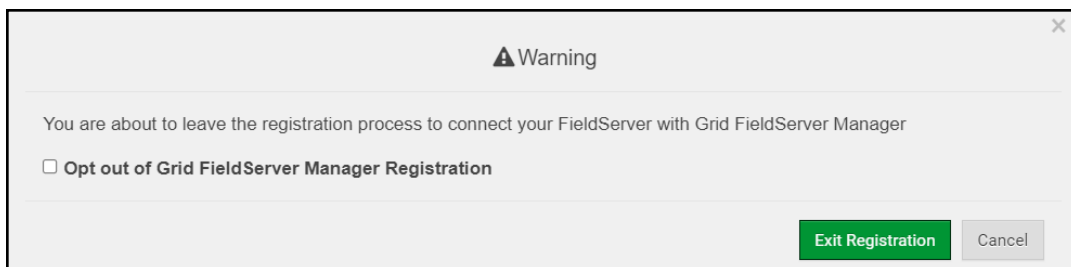 Warning
You are about to leave the registration process to connect your FieldServer with Grid FieldServer Manager
Opt out of Grid FieldServer Manager Registration
Exit Registration Cancel